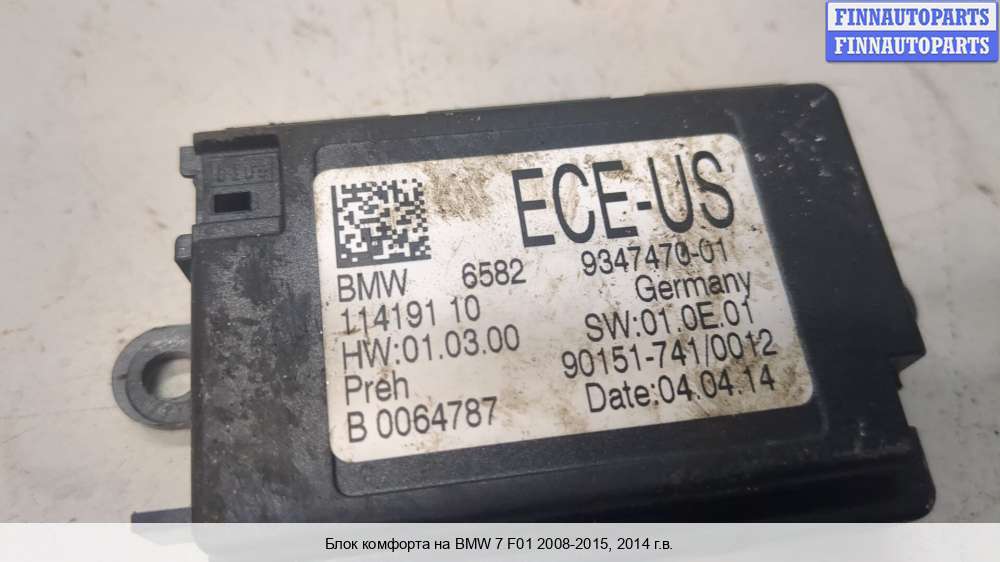 FINNAUTOPARTS
FINNAUTOPARTS
ECE-US
BMW 6582 9347470-01
114191 10 Germany
HW:01.03.00 SW:01.0E.01
Preh 90151-741/0012
B 0064787 Date:04.04.14
Блок комфорта на BMW 7 F01 2008-2015, 2014 г.в.